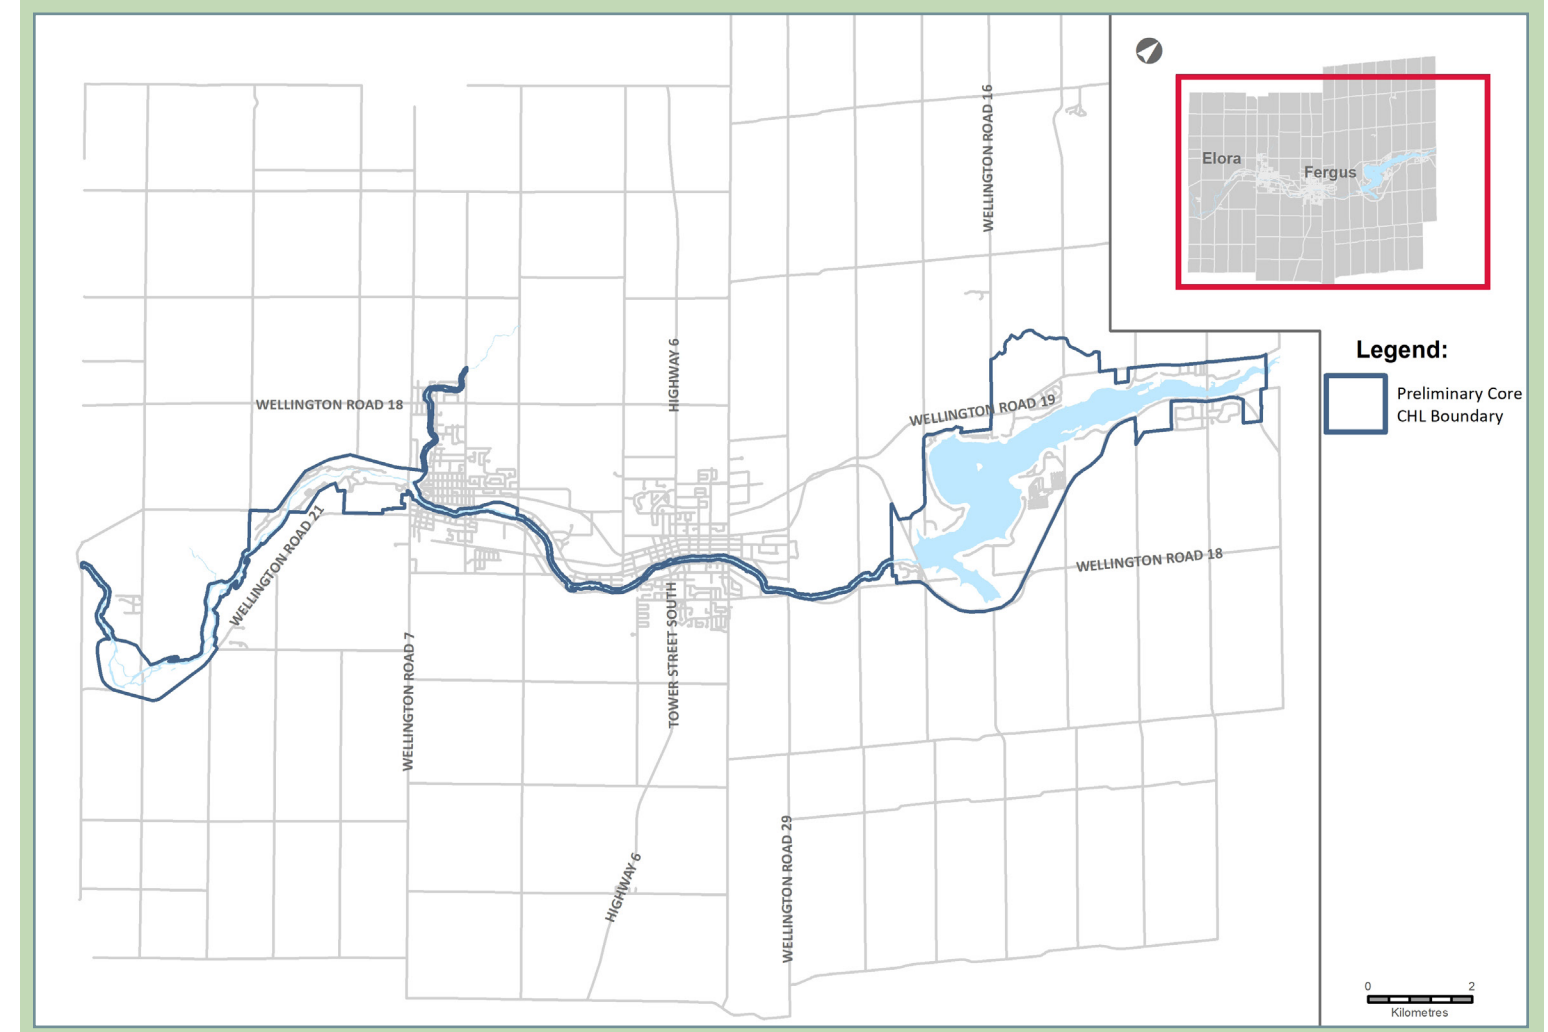 WELLINGTON ROAD 16
Elora
Fergus
HIGHWAY 6
Legend:
Preliminary Core
CHL Boundary
WELLINGTON ROAD 18
WELLINGTON ROAD 19
WELLINGTON ROAD 21
WELLINGTON ROAD 18
WELLINGTON ROAD 7
TOWER STREET SOUTH
HIGHWAY 6
WELLINGTON ROAD 29
0 2
Kilometres